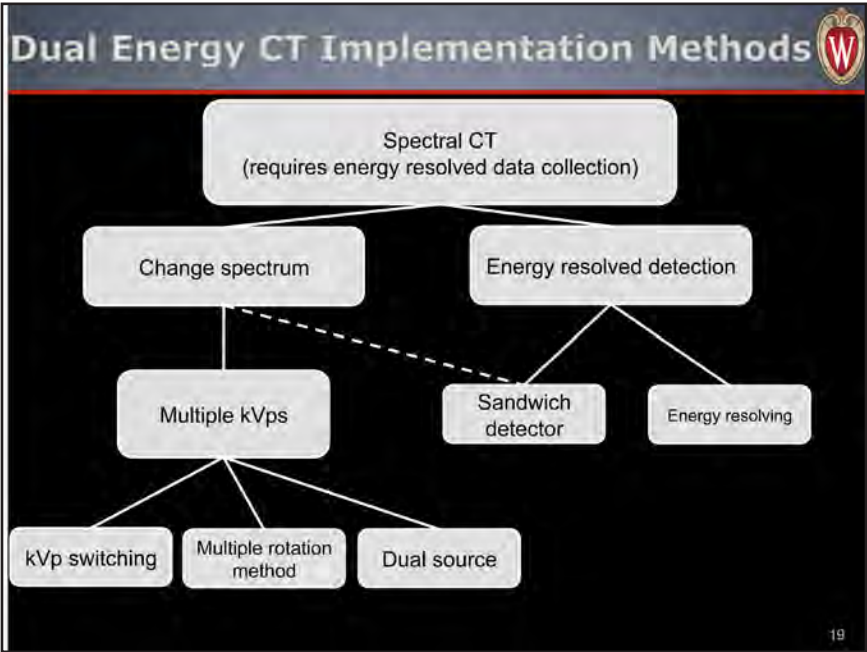 Dual Energy CT Implementation Methods
W
Spectral CT
(requires energy resolved data collection)
Change spectrum
Energy resolved detection
Multiple kVps
Sandwich
detector
Energy resolving
kVp switching
Multiple rotation
method
Dual source
19